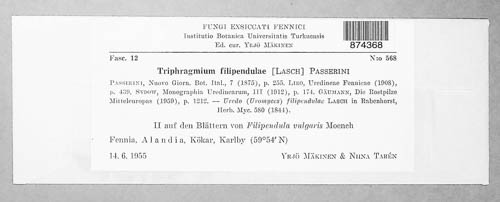 FUNGI EXSICCATI FENNICI
Instituto Botanica Universitatis Turkuensis
Ed. cur. YRJÖ MÄKINEN
874368
Fasc. 12
N:o 568
Triphragmium filipendulae [LASCH] PASSERINI
PASSERINI, Nuovo Giorn. Bot. Ital., 7 (1875), p. 255. LIRO, Uredineae Fennicae (1908),
p. 439. SYDOW, Monographia Uredinearum, III (1912), p. 174. GÄUMANN, Die Rostpilze
Mitteleuropas (1959), p. 1212. — Uredo (Uromyces) filipendulae LASCH in Rabenhorst,
Herb. Myc. 580 (1844).
II auf den Blättern von Filipendula vulgaris Moench
Fennia, Alandia, Kökar, Karlby (59°54′N)
14. 6. 1955
YRJÖ MÄKINEN & NIINA TARÉN